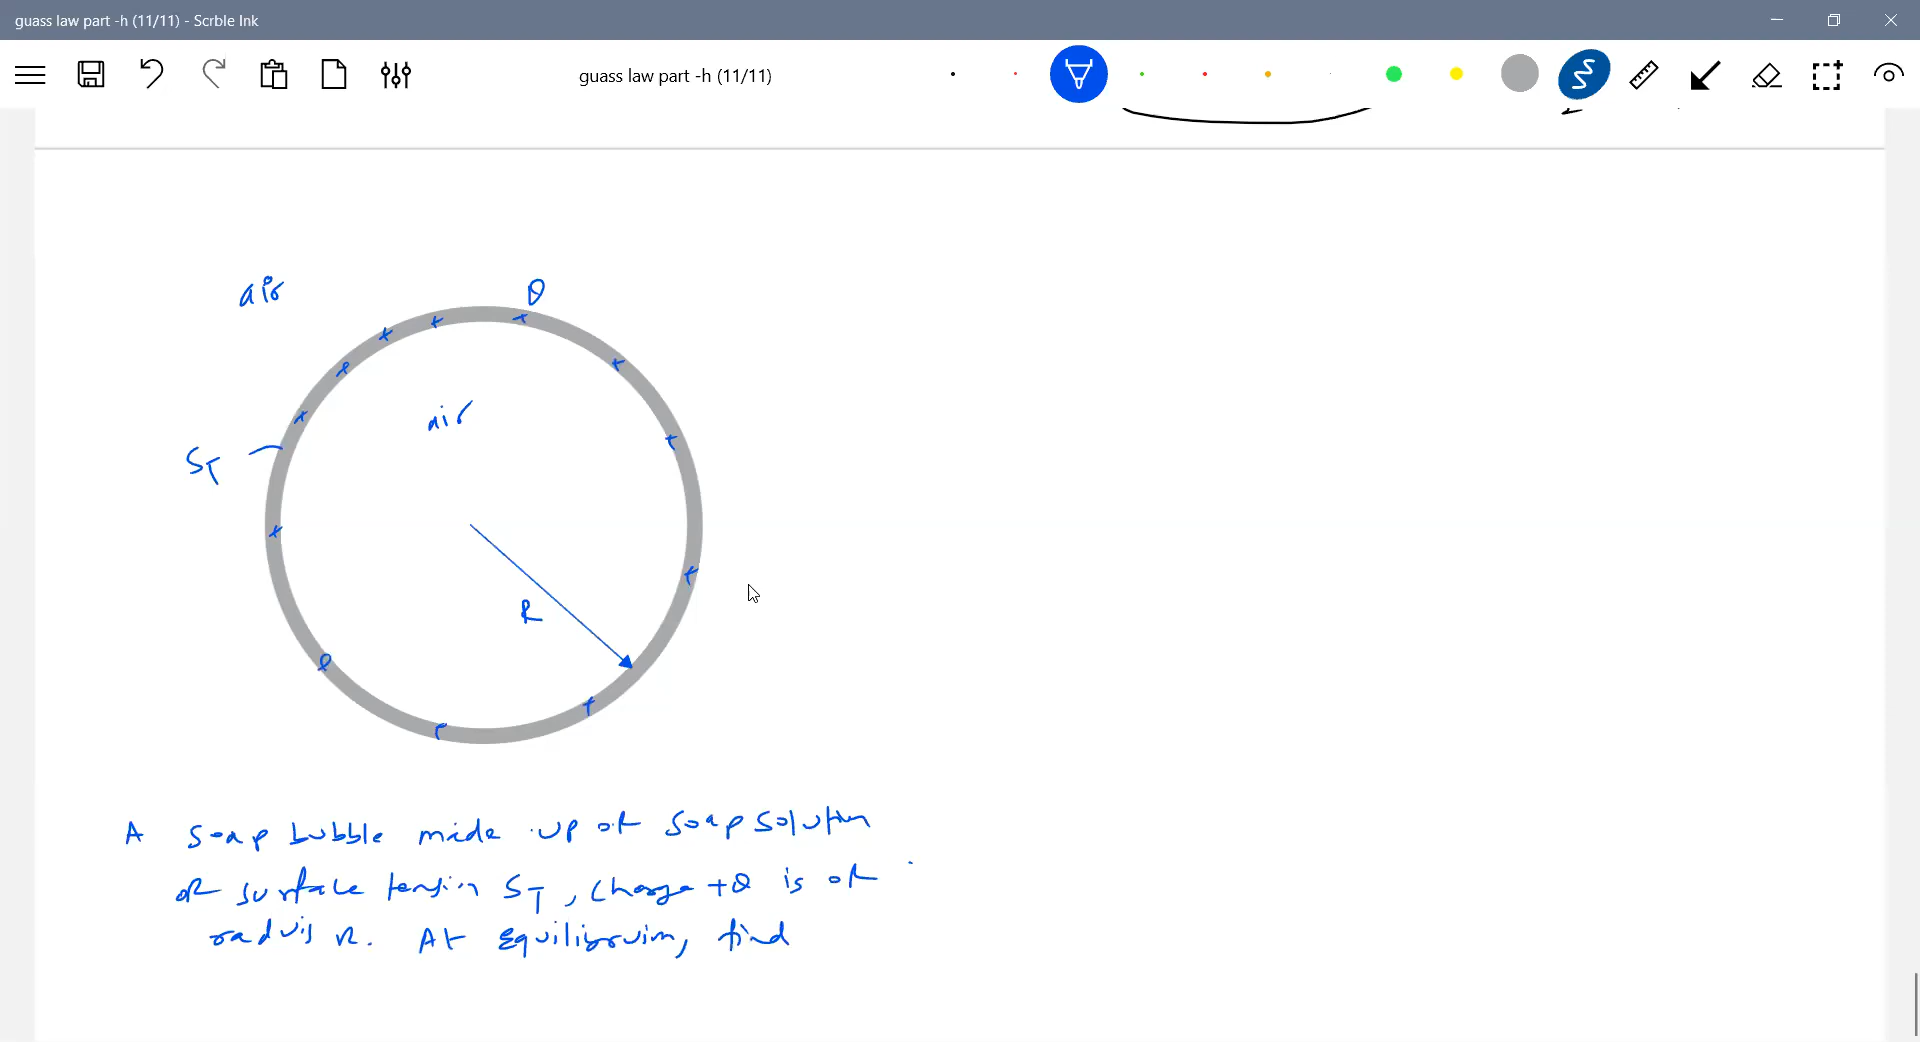 guass law part -h (11/11) - Scrble Ink
guass law part -h (11/11)
air
Q
air
ST
R
A soap bubble made up of soap solution
of surface tension ST, charge +Q is of
radius R. At equilibrium, find